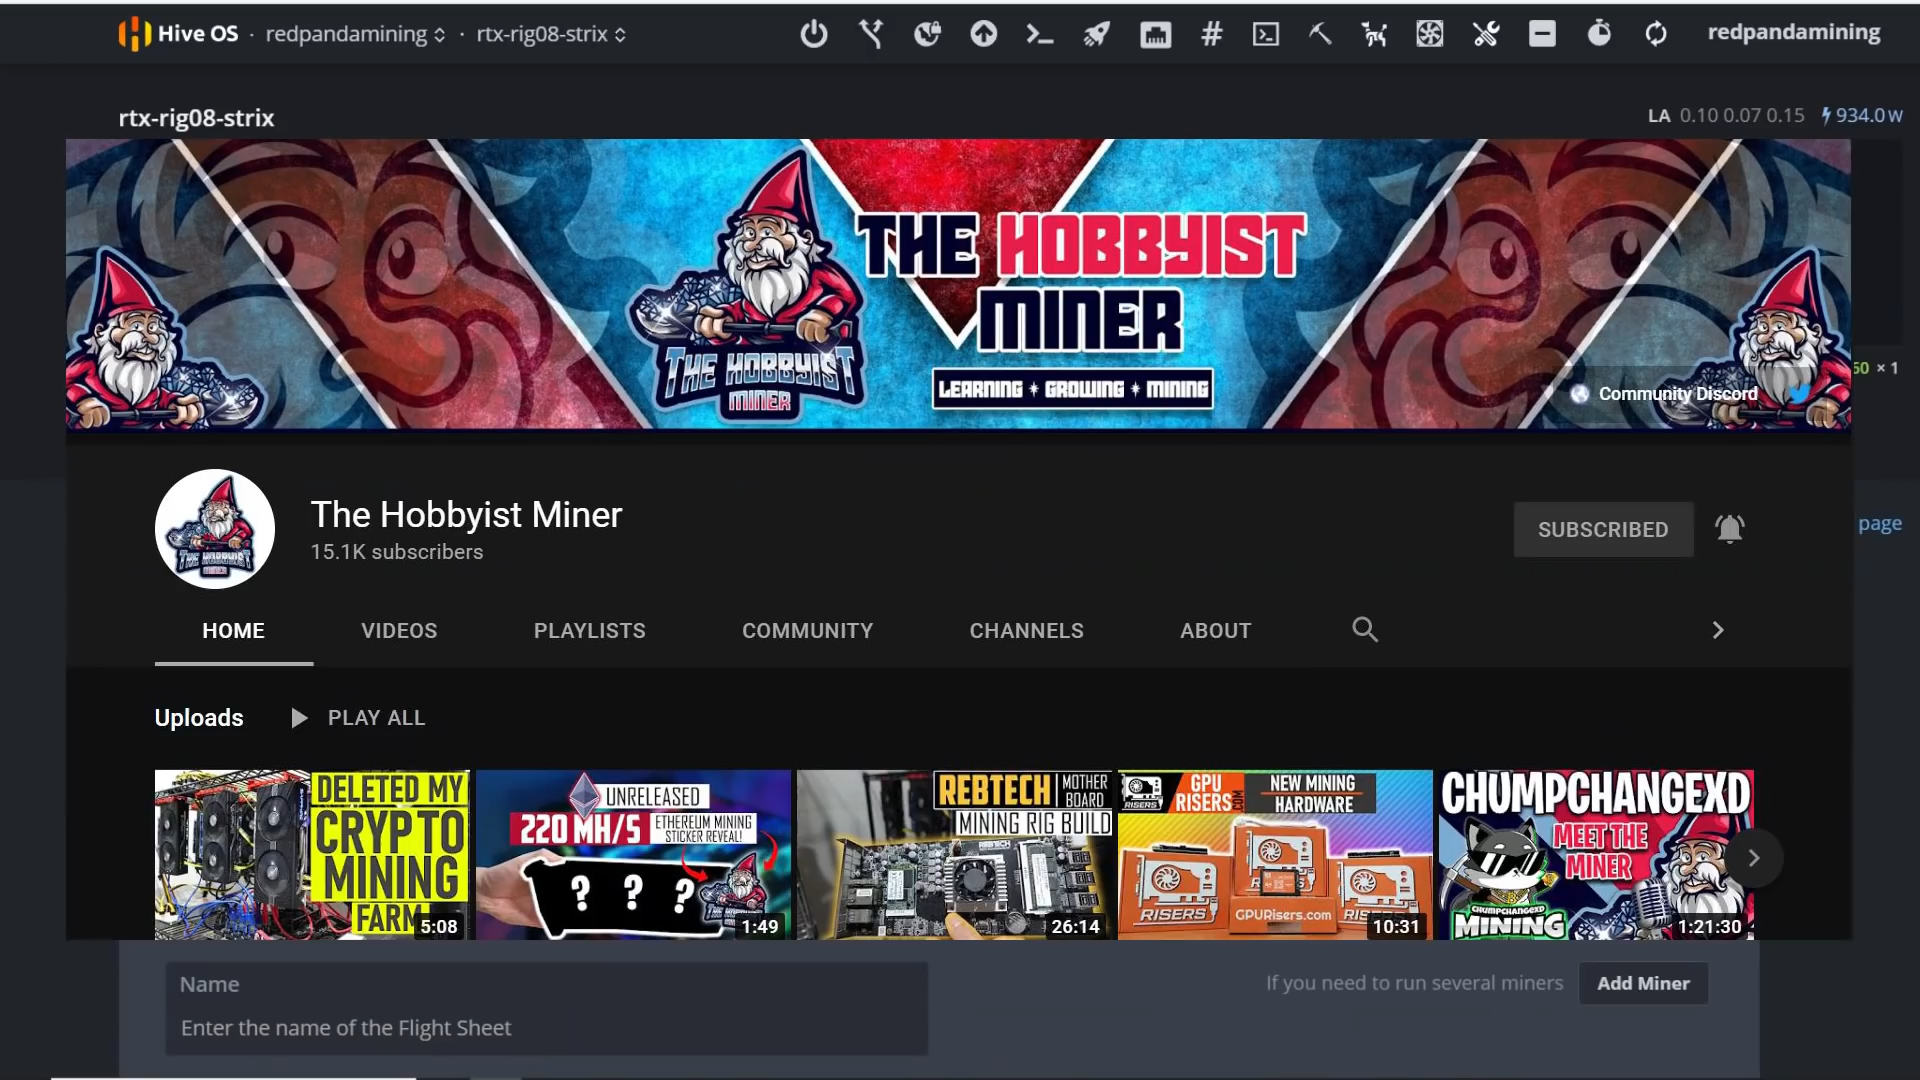 Hive OS · redpandamining · rtx-rig08-strix
redpandamining
rtx-rig08-strix
LA 0.10 0.07 0.15 934.0 W
THE HOBBYIST
MINER
LEARNING * GROWING * MINING
THE HOBBYIST
MINER
Community Discord
60 × 1
The Hobbyist Miner
15.1K subscribers
SUBSCRIBED
page
HOME VIDEOS PLAYLISTS COMMUNITY CHANNELS ABOUT
Uploads PLAY ALL
DELETED MY
CRYPTO
MINING
FARM
5:08
UNRELEASED
220 MH/S ETHEREUM MINING
STICKER REVEAL!
? ? ?
1:49
REBTECH MOTHER
BOARD
MINING RIG BUILD
26:14
RISERS
GPU
RISERS.COM
NEW MINING
HARDWARE
RISERS
GPURisers.com
10:31
CHUMPCHANGEXD
MEET THE
MINER
CHUMPCHANGEXD
MINING
1:21:30
Name
Enter the name of the Flight Sheet
If you need to run several miners Add Miner